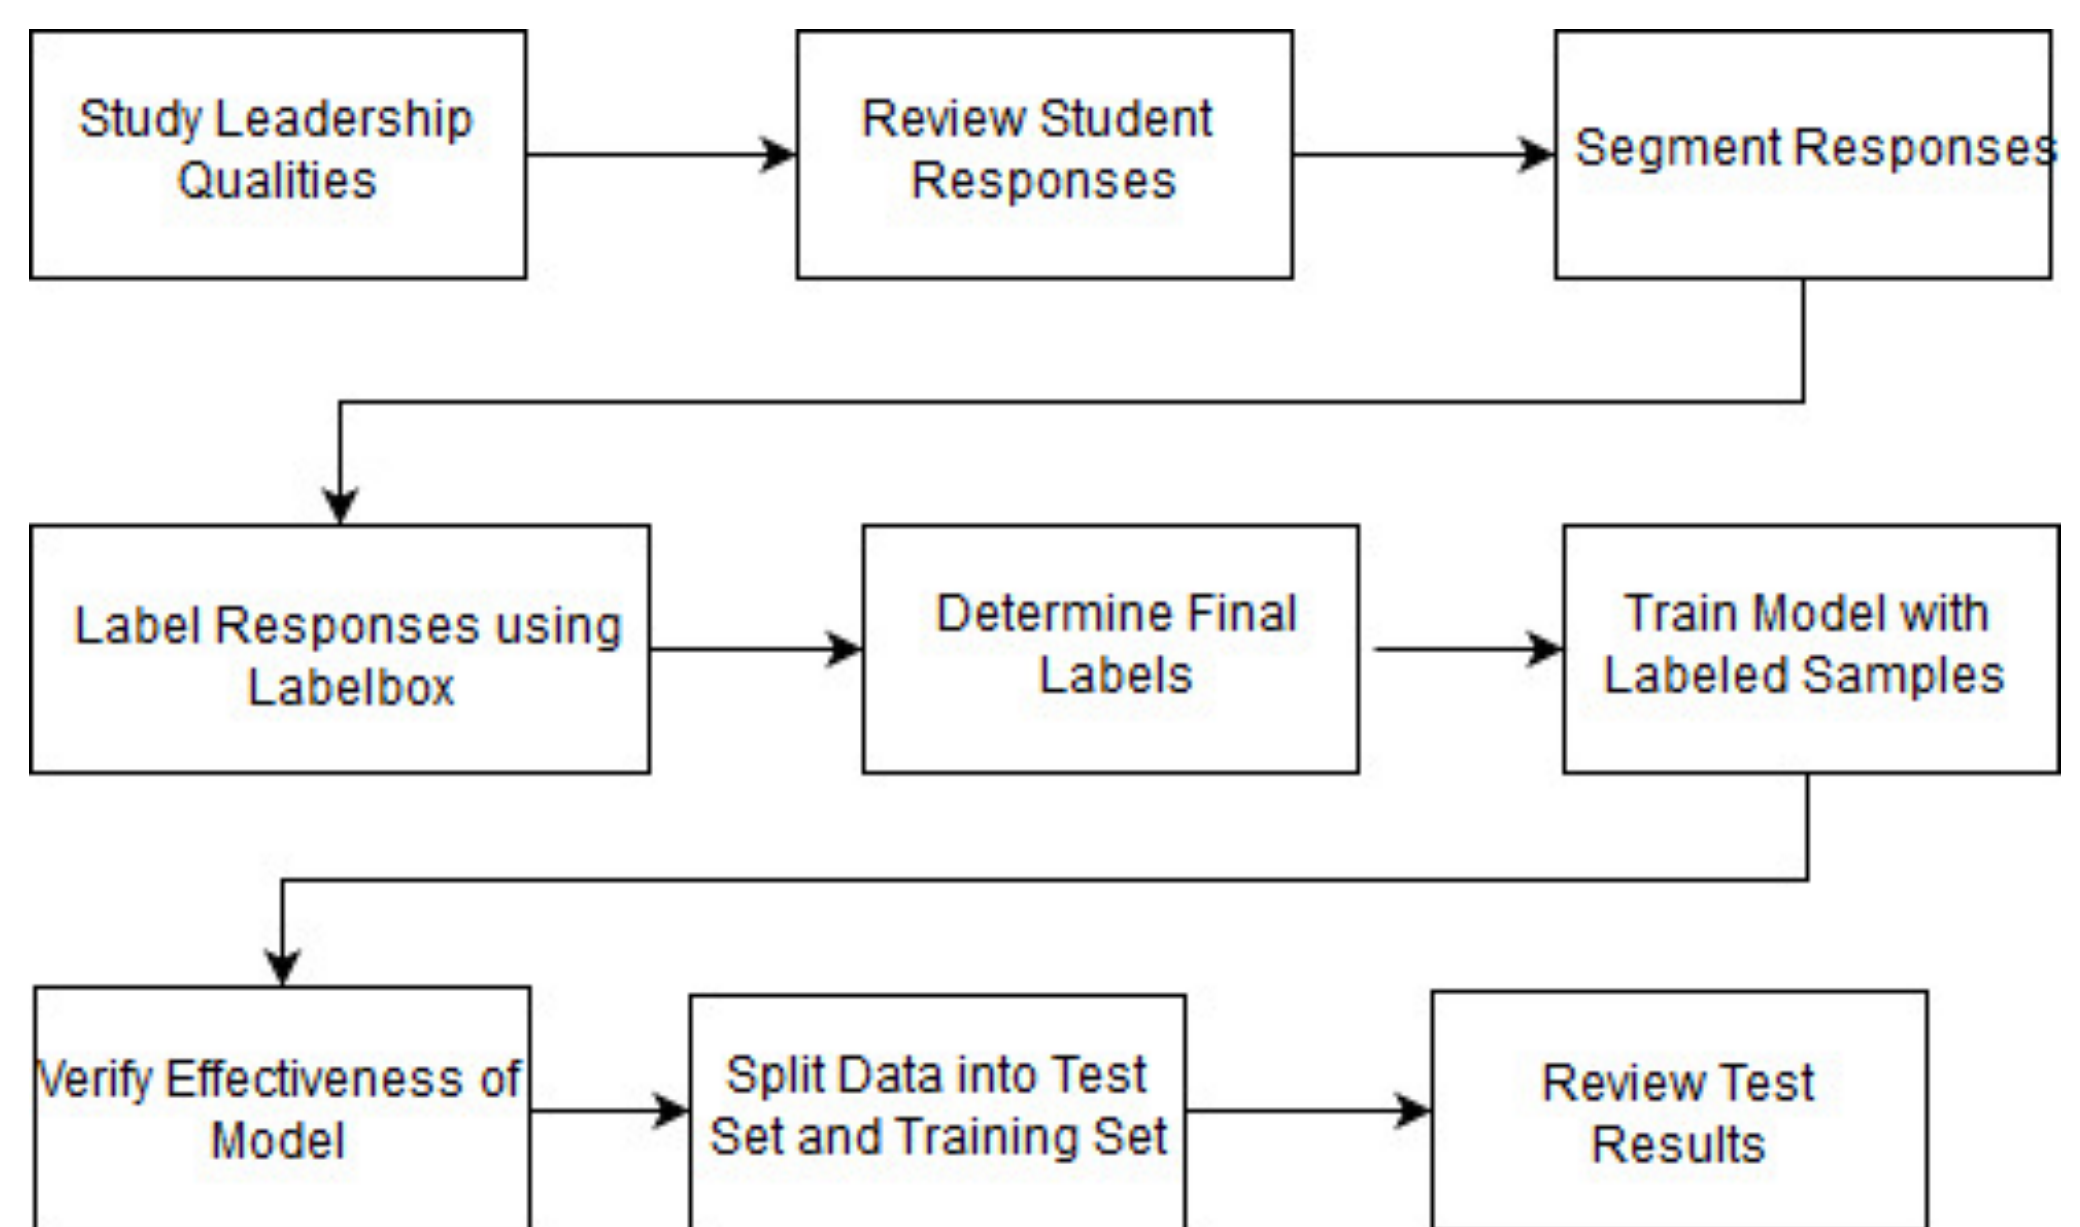 Study Leadership
Qualities
Review Student
Responses
Segment Responses
Label Responses using
Labelbox
Determine Final
Labels
Train Model with
Labeled Samples
Verify Effectiveness of
Model
Split Data into Test
Set and Training Set
Review Test
Results